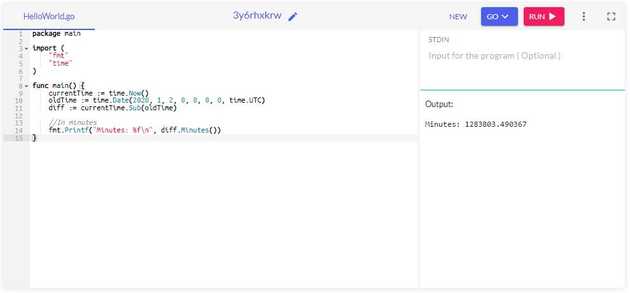 HelloWorld.go
3y6rhxkrw
NEW
GO
RUN
STDIN
Input for the program ( Optional )
Output:
Minutes: 1283803.490367
1 package main
2
3 import (
4 "fmt"
5 "time"
6 )
7
8 func main() {
9 currentTime := time.Now()
10 oldTime := time.Date(2020, 1, 2, 0, 0, 0, 0, time.UTC)
11 diff := currentTime.Sub(oldTime)
12
13 //In minutes
14 fmt.Printf("Minutes: %f\n", diff.Minutes())
15 }